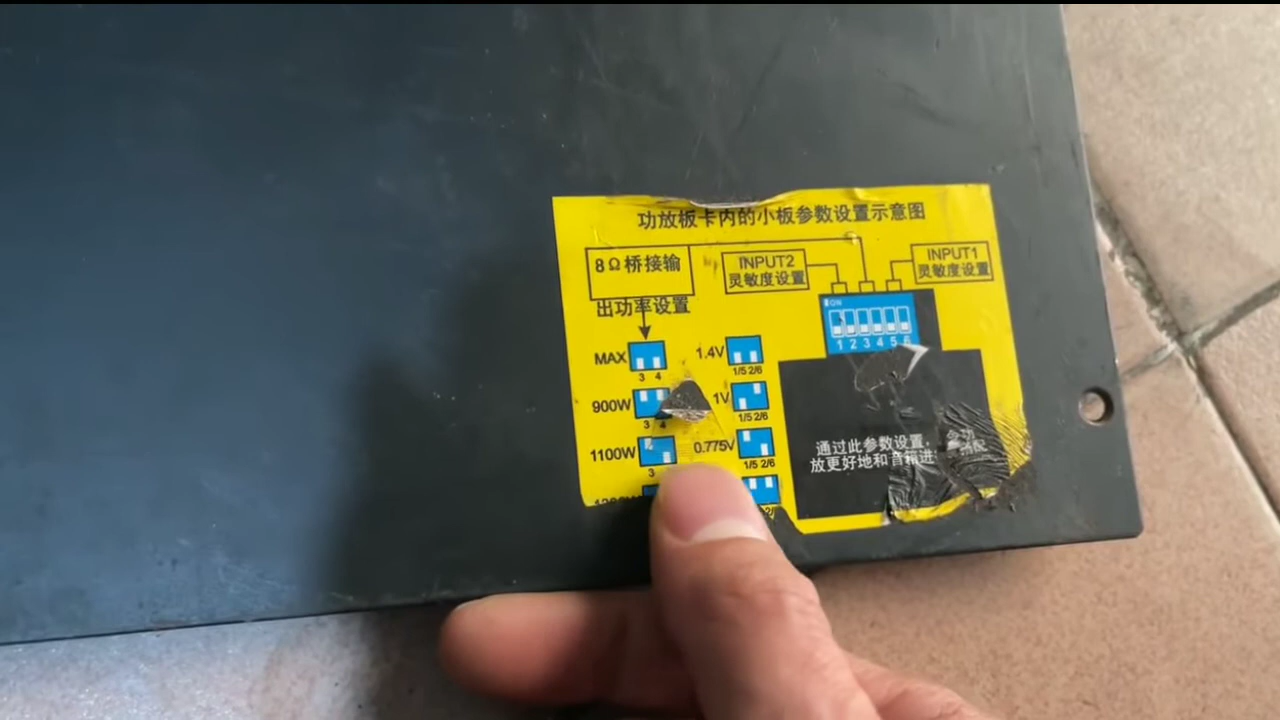 功放板卡内的小板参数设置示意图
8Ω桥接输
出功率设置
INPUT2
灵敏度设置
INPUT1
灵敏度设置
ON
1 2 3 4 5 6
MAX
3 4
1.4V
1/5 2/6
900W
3 4
1V
1/5 2/6
1100W
3
0.775V
1/5 2/6
通过此参数设置,
放更好地和音箱进